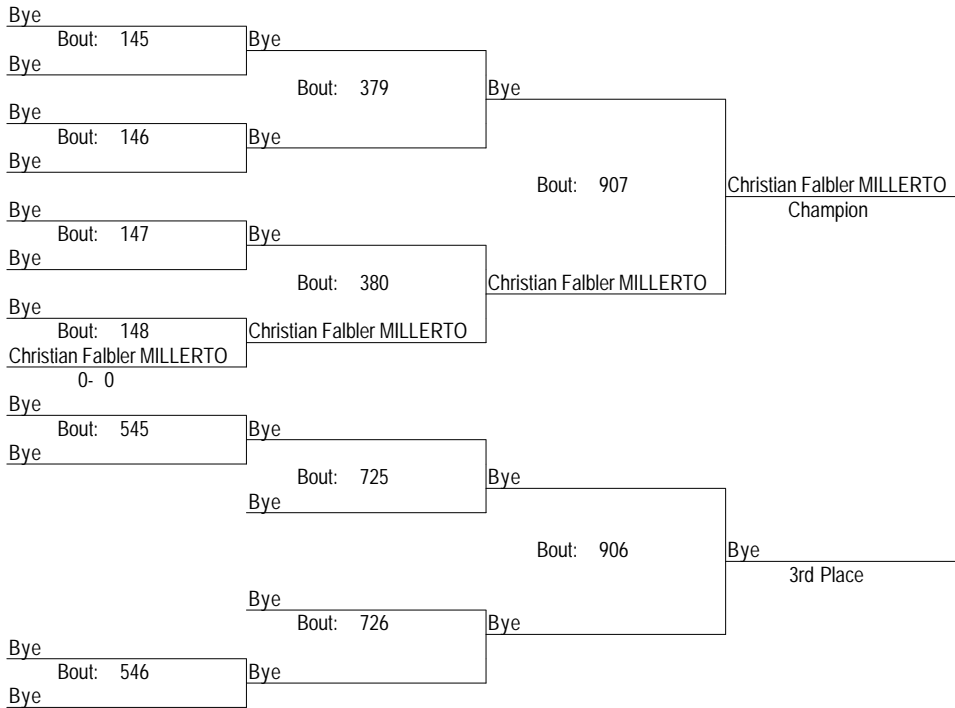 Bye
Bout: 145
Bye
Bye
Bout: 379
Bye
Bye
Bout: 146
Bye
Bye
Bout: 907
Christian Falbler MILLERTO
Champion
Bye
Bout: 147
Bye
Bye
Bout: 380
Christian Falbler MILLERTO
Bye
Bout: 148
Christian Falbler MILLERTO
Christian Falbler MILLERTO
0- 0
Bye
Bout: 545
Bye
Bye
Bout: 725
Bye
Bye
Bout: 906
Bye
3rd Place
Bye
Bout: 726
Bye
Bye
Bout: 546
Bye
Bye